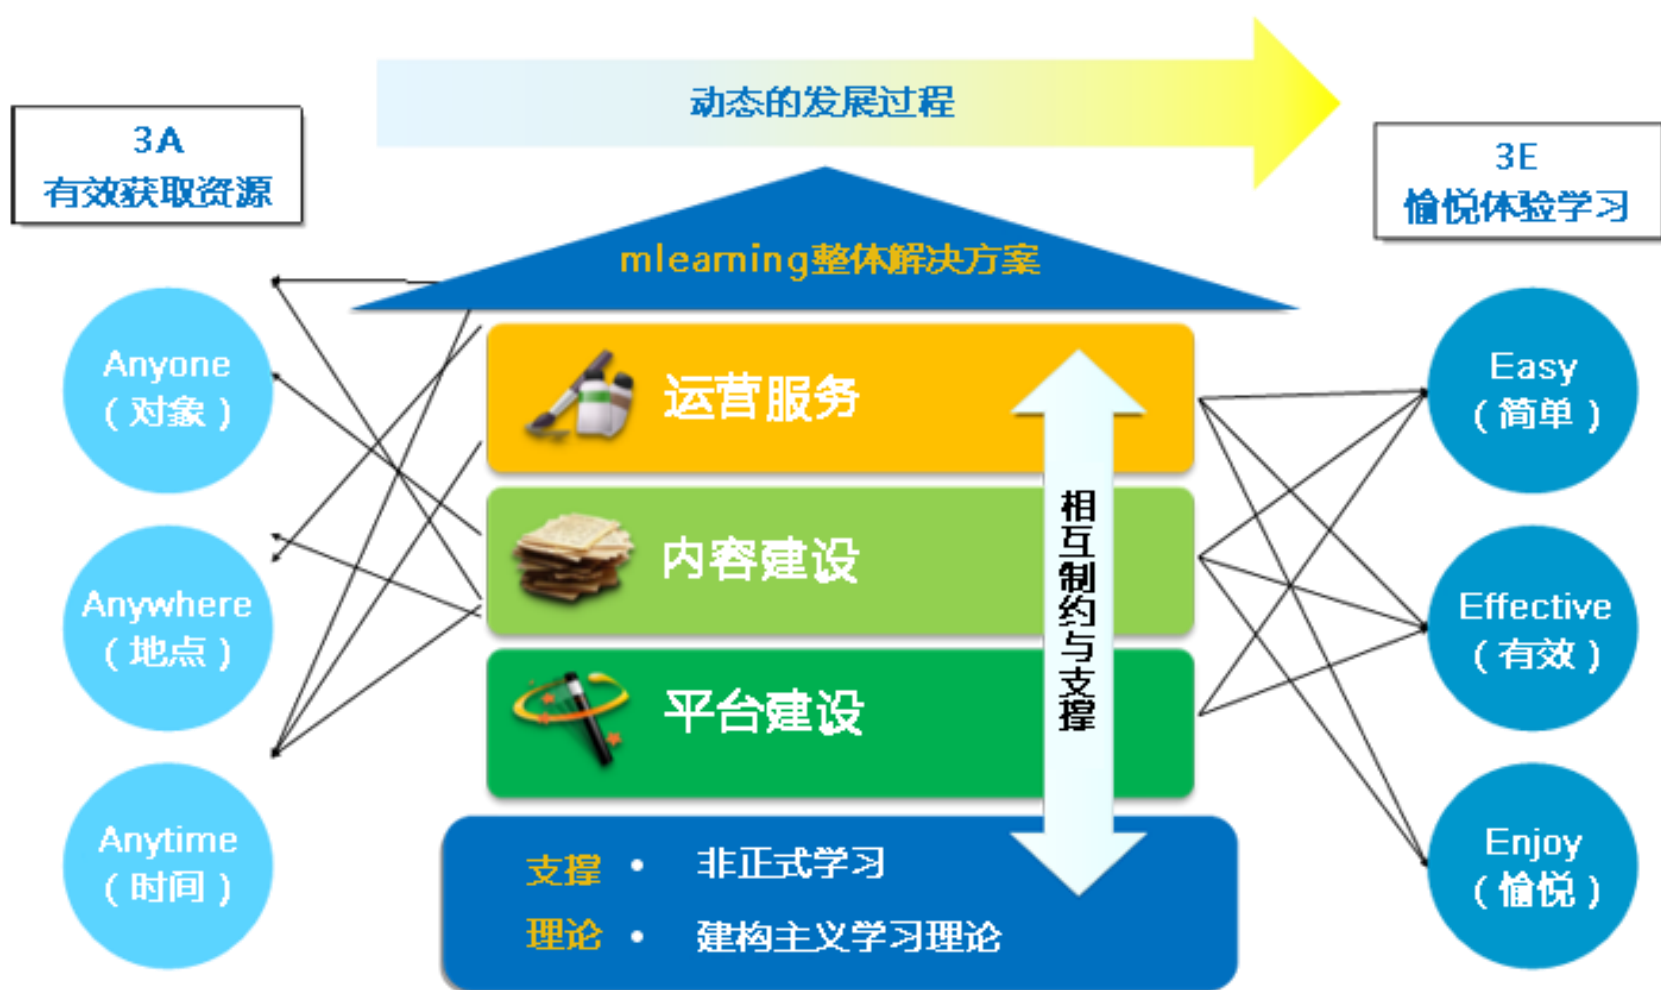 动态的发展过程
3A
有效获取资源
3E
愉悦体验学习
mlearning整体解决方案
Anyone
（对象）
Anywhere
（地点）
Anytime
（时间）
运营服务
内容建设
平台建设
相互制约与支撑
支撑 • 非正式学习
理论 • 建构主义学习理论
Easy
（简单）
Effective
（有效）
Enjoy
（愉悦）